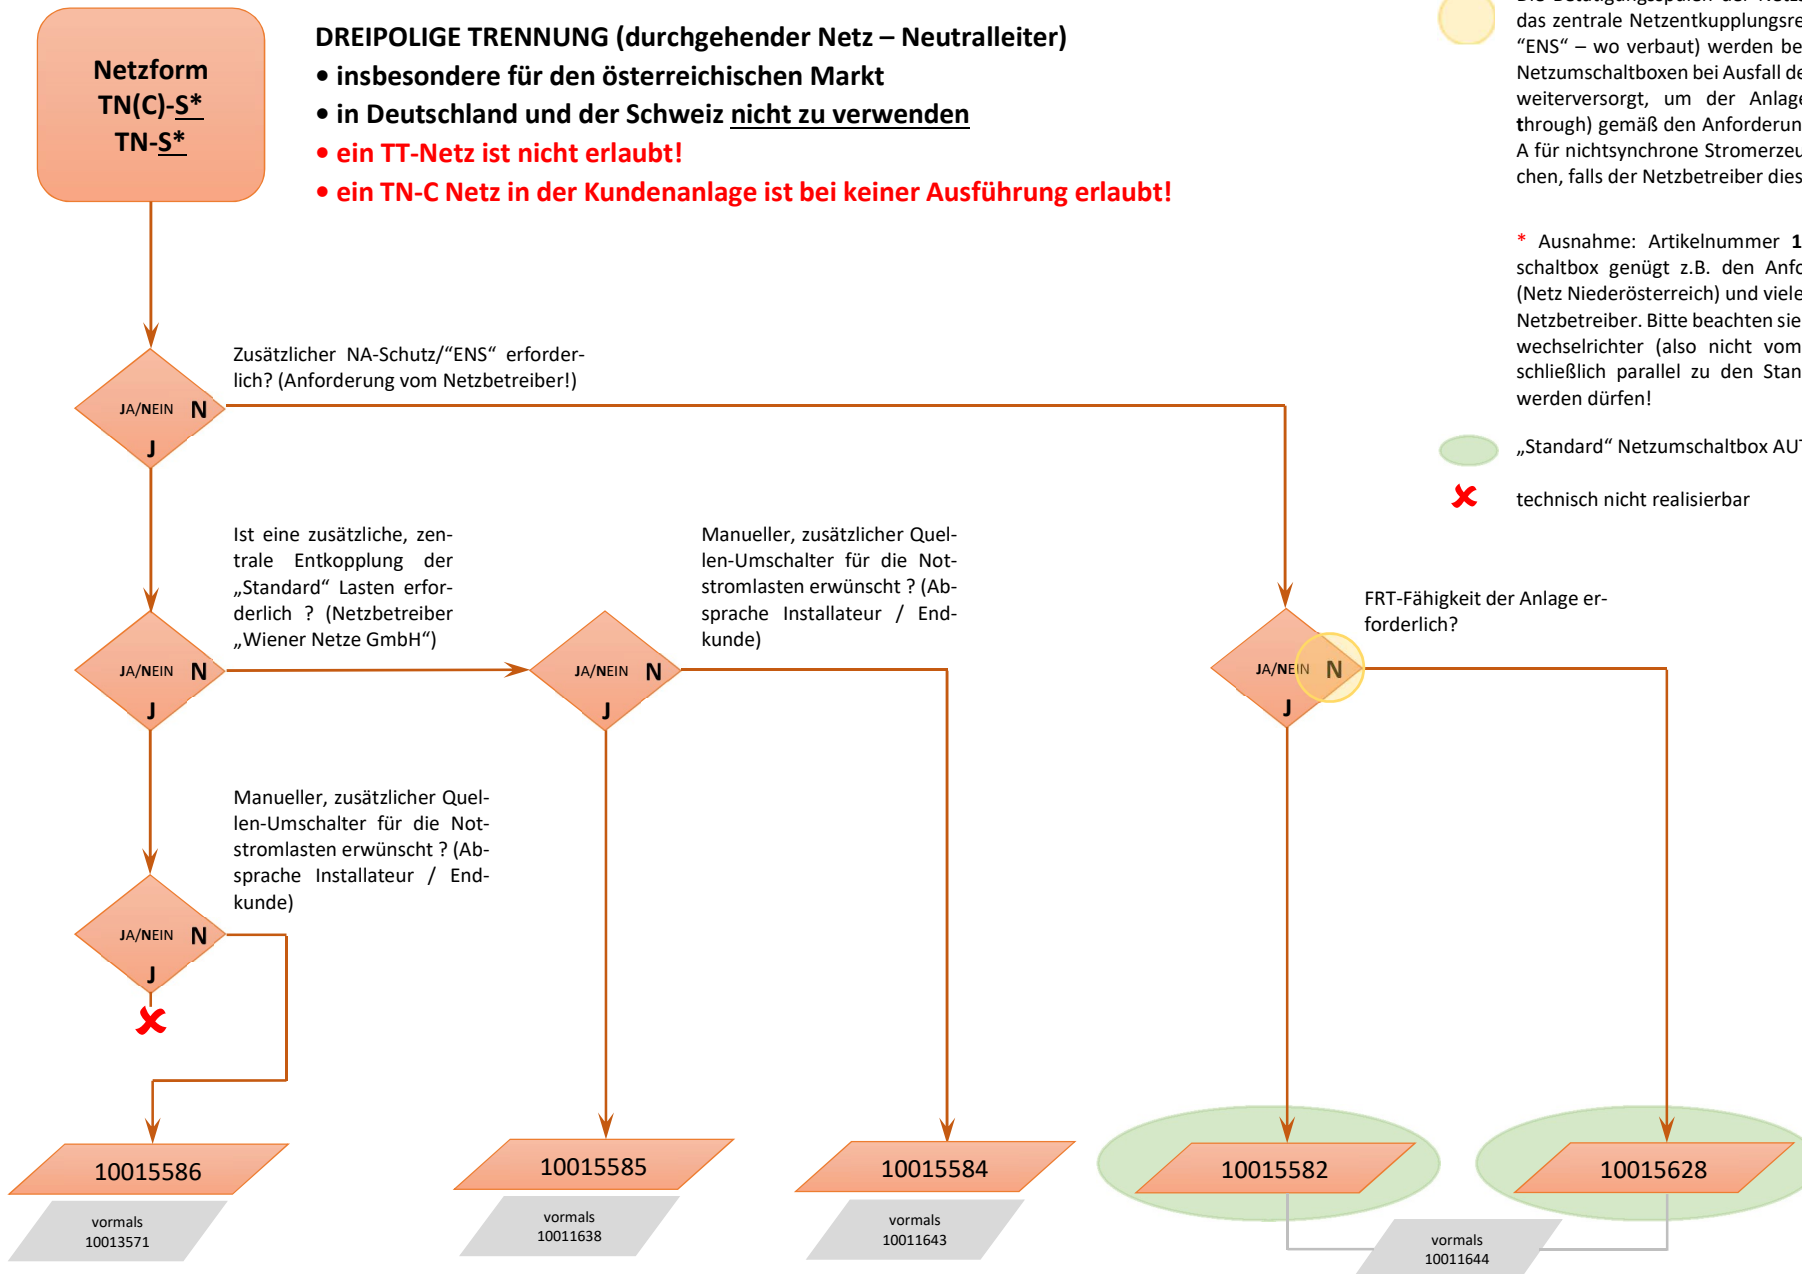 Netzform
TN(C)-S*
TN-S*
DREIPOLIGE TRENNUNG (durchgehender Netz – Neutralleiter)
• insbesondere für den österreichischen Markt
• in Deutschland und der Schweiz nicht zu verwenden
• ein TT-Netz ist nicht erlaubt!
• ein TN-C Netz in der Kundenanlage ist bei keiner Ausführung erlaubt!
das zentrale Netzentkupplungsre
"ENS" – wo verbaut) werden be
Netzumschaltboxen bei Ausfall de
weiterversorgt, um der Anlage
through) gemäß den Anforderun
A für nichtsynchrone Stromerzeu
chen, falls der Netzbetreiber dies
* Ausnahme: Artikelnummer 1
schaltbox genügt z.B. den Anfo
(Netz Niederösterreich) und viele
Netzbetreiber. Bitte beachten sie
wechselrichter (also nicht vom
schließlich parallel zu den Stan
werden dürfen!
„Standard" Netzumschaltbox AUT
technisch nicht realisierbar
Zusätzlicher NA-Schutz/"ENS" erforder-
lich? (Anforderung vom Netzbetreiber!)
JA/NEIN N
J
Ist eine zusätzliche, zen-
trale Entkopplung der
„Standard" Lasten erfor-
derlich ? (Netzbetreiber
„Wiener Netze GmbH")
JA/NEIN N
J
Manueller, zusätzlicher Quel-
len-Umschalter für die Not-
stromlasten erwünscht ? (Ab-
sprache Installateur / End-
kunde)
JA/NEIN N
J
FRT-Fähigkeit der Anlage er-
forderlich?
JA/NEIN N
J
Manueller, zusätzlicher Quel-
len-Umschalter für die Not-
stromlasten erwünscht ? (Ab-
sprache Installateur / End-
kunde)
JA/NEIN N
J
10015586
10015585
10015584
10015582
10015628
vormals
10013571
vormals
10011638
vormals
10011643
vormals
10011644